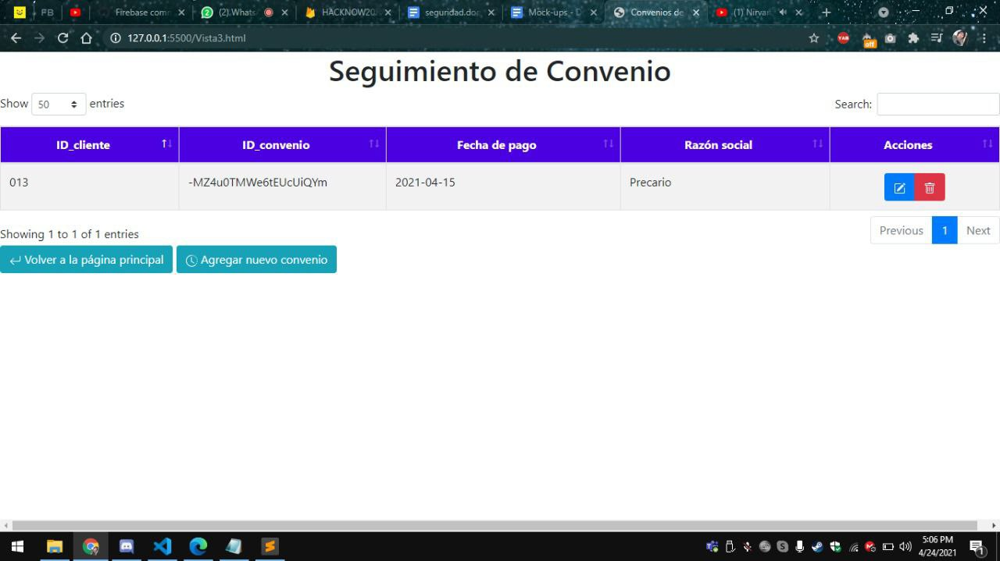 FB
Firebase com
(2) Whats
HACKNOW20
seguridad.do
Mock-ups - D
Convenios de
(1) Nirvan
127.0.0.1:5500/Vista3.html
off
Seguimiento de Convenio
Show 50 entries
Search:
ID_cliente ID_convenio Fecha de pago Razón social Acciones
013 -MZ4u0TMWe6tEUcUiQYm 2021-04-15 Precario
Showing 1 to 1 of 1 entries
Previous 1 Next
Volver a la página principal Agregar nuevo convenio
5:06 PM
4/24/2021
1